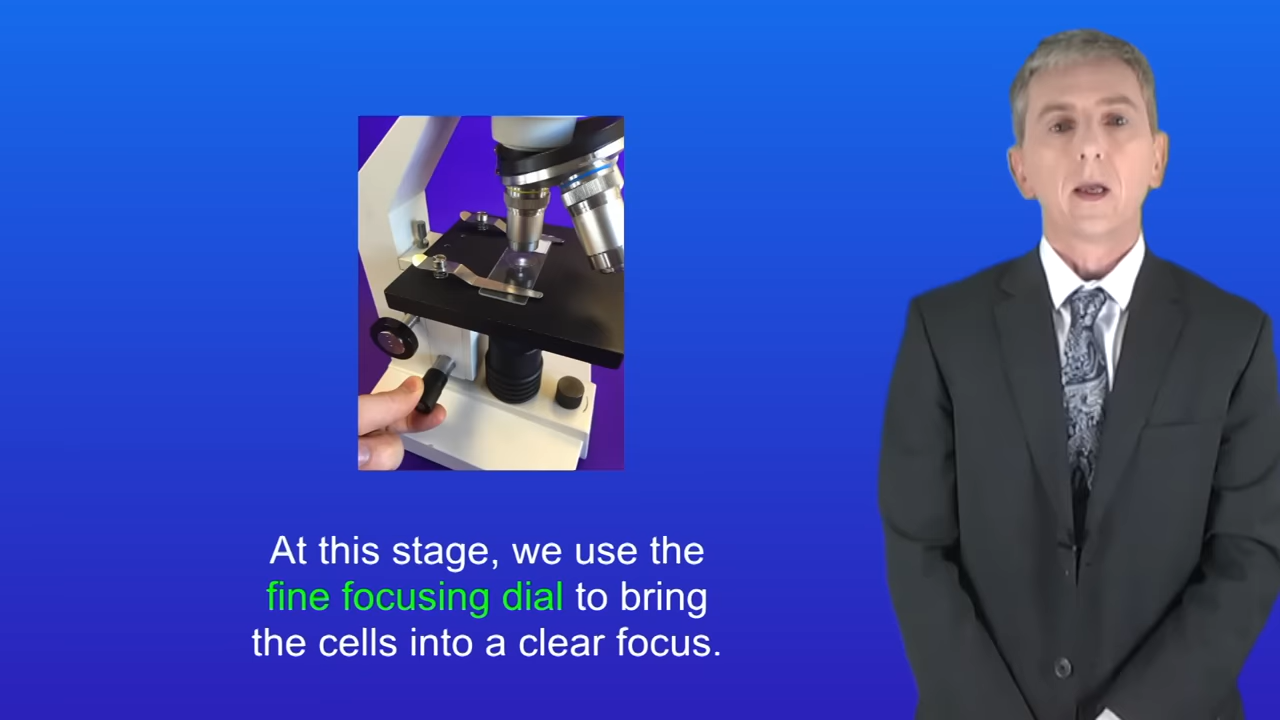 At this stage, we use the
fine focusing dial to bring
the cells into a clear focus.